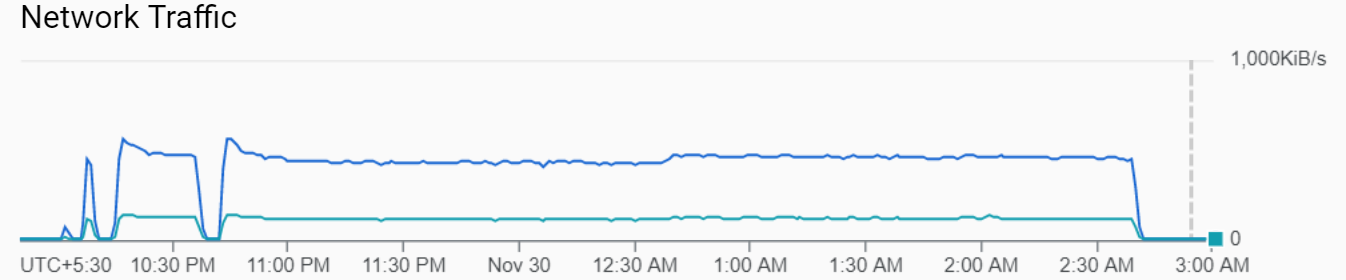 Network Traffic
1,000KiB/s
0
UTC+5:30 10:30 PM 11:00 PM 11:30 PM Nov 30 12:30 AM 1:00 AM 1:30 AM 2:00 AM 2:30 AM 3:00 AM